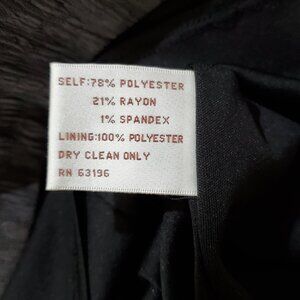 SELF:78% POLYESTER
21% RAYON
1% SPANDEX
LINING:100% POLYESTER
DRY CLEAN ONLY
RN 63196